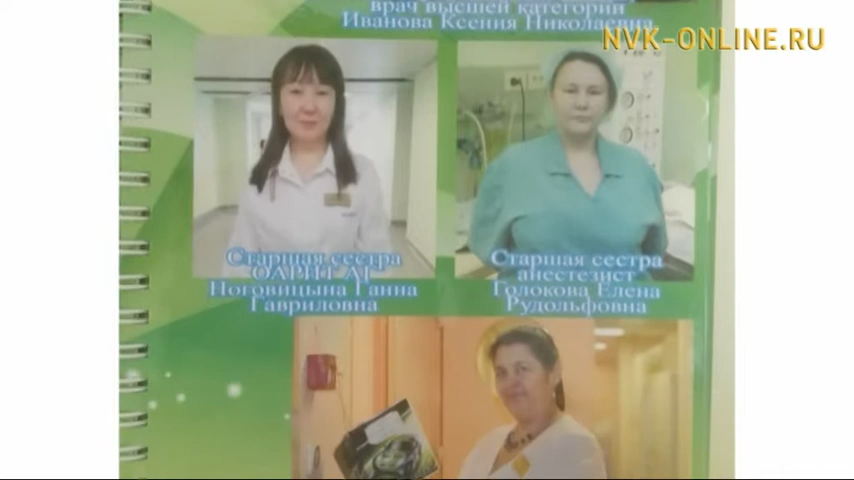 врач высшей категории
Иванова Ксения Николаевна
NVK-ONLINE.RU
Старшая сестра
ОАРИТ АГ
Ноговицына Ганна
Гавриловна
Старшая сестра
анестезист
Голокова Елена
Рудольфовна